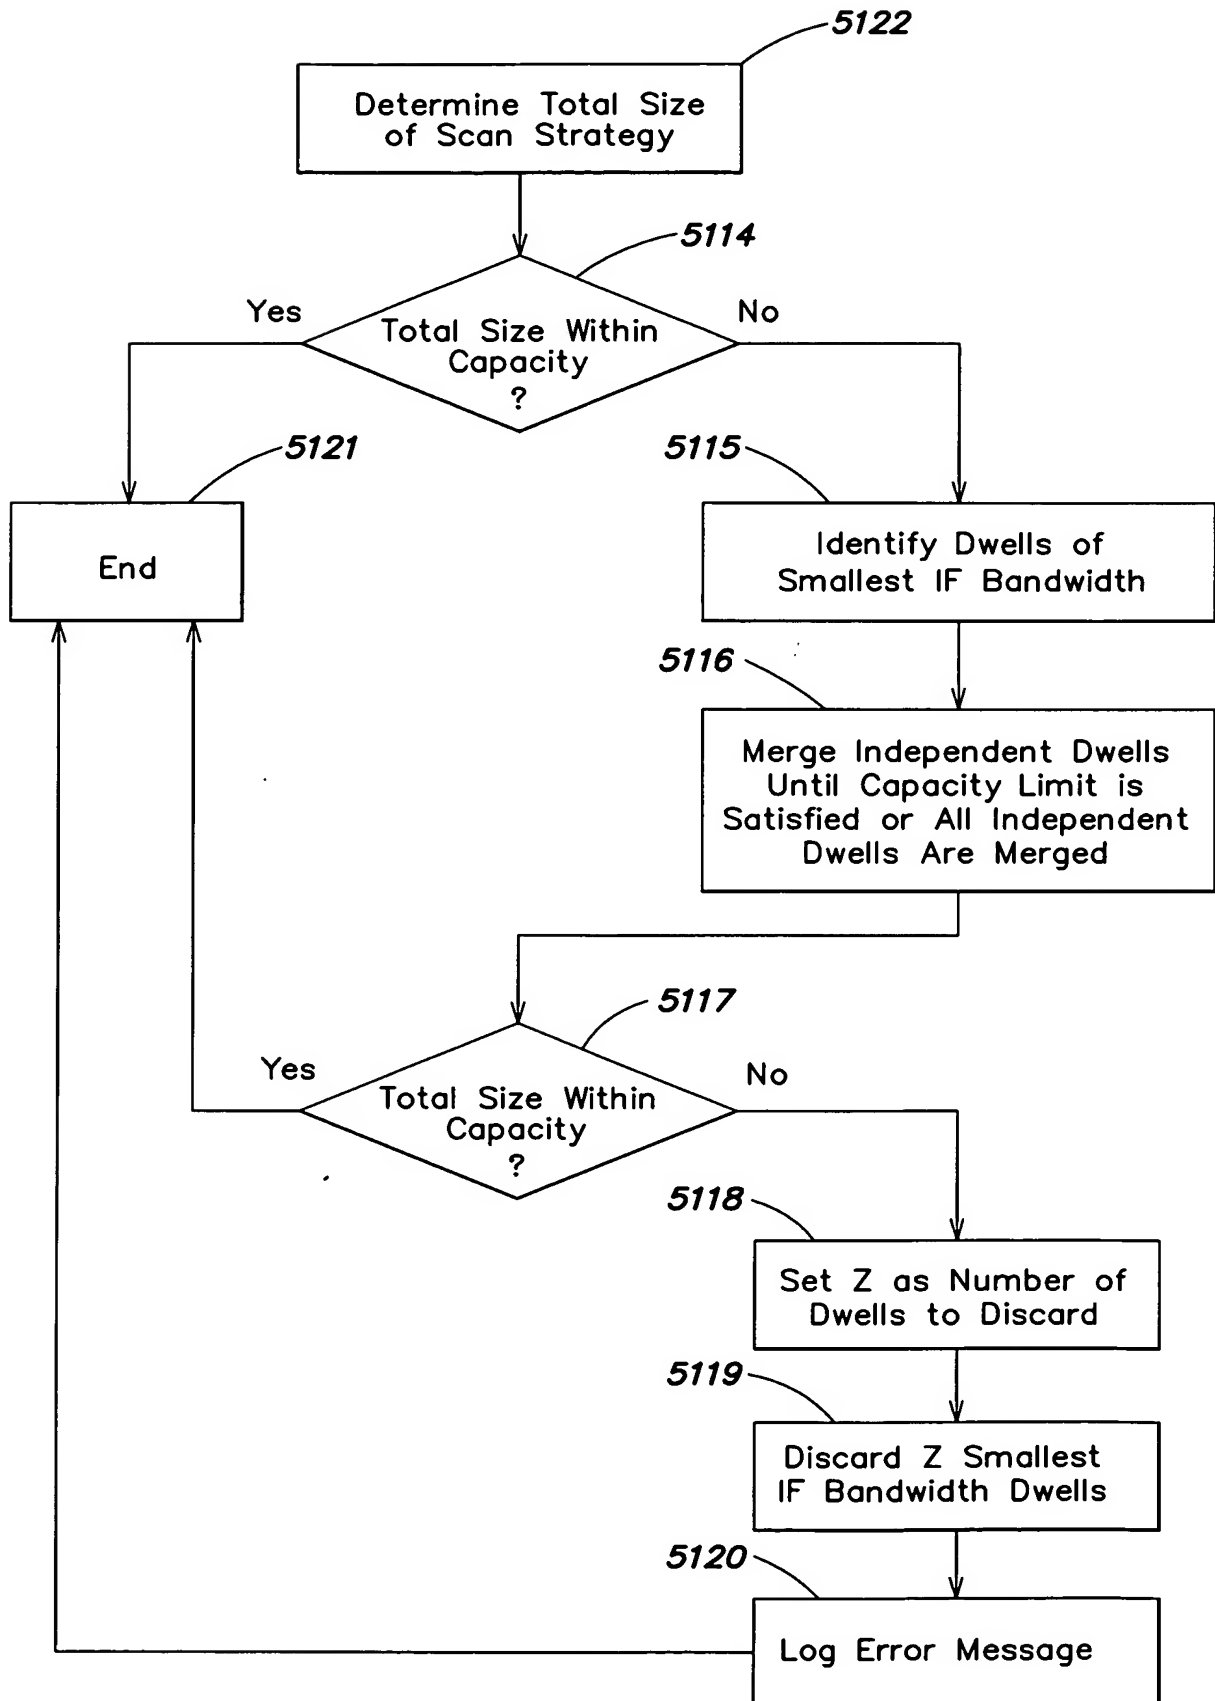 5122
Determine Total Size
of Scan Strategy
5114
Yes
No
Total Size Within
Capacity
?
5121
5115
End
Identify Dwells of
Smallest IF Bandwidth
5116
Merge Independent Dwells
Until Capacity Limit is
Satisfied or All Independent
Dwells Are Merged
5117
Yes
No
Total Size Within
Capacity
?
5118
Set Z as Number of
Dwells to Discard
5119
Discard Z Smallest
IF Bandwidth Dwells
5120
Log Error Message